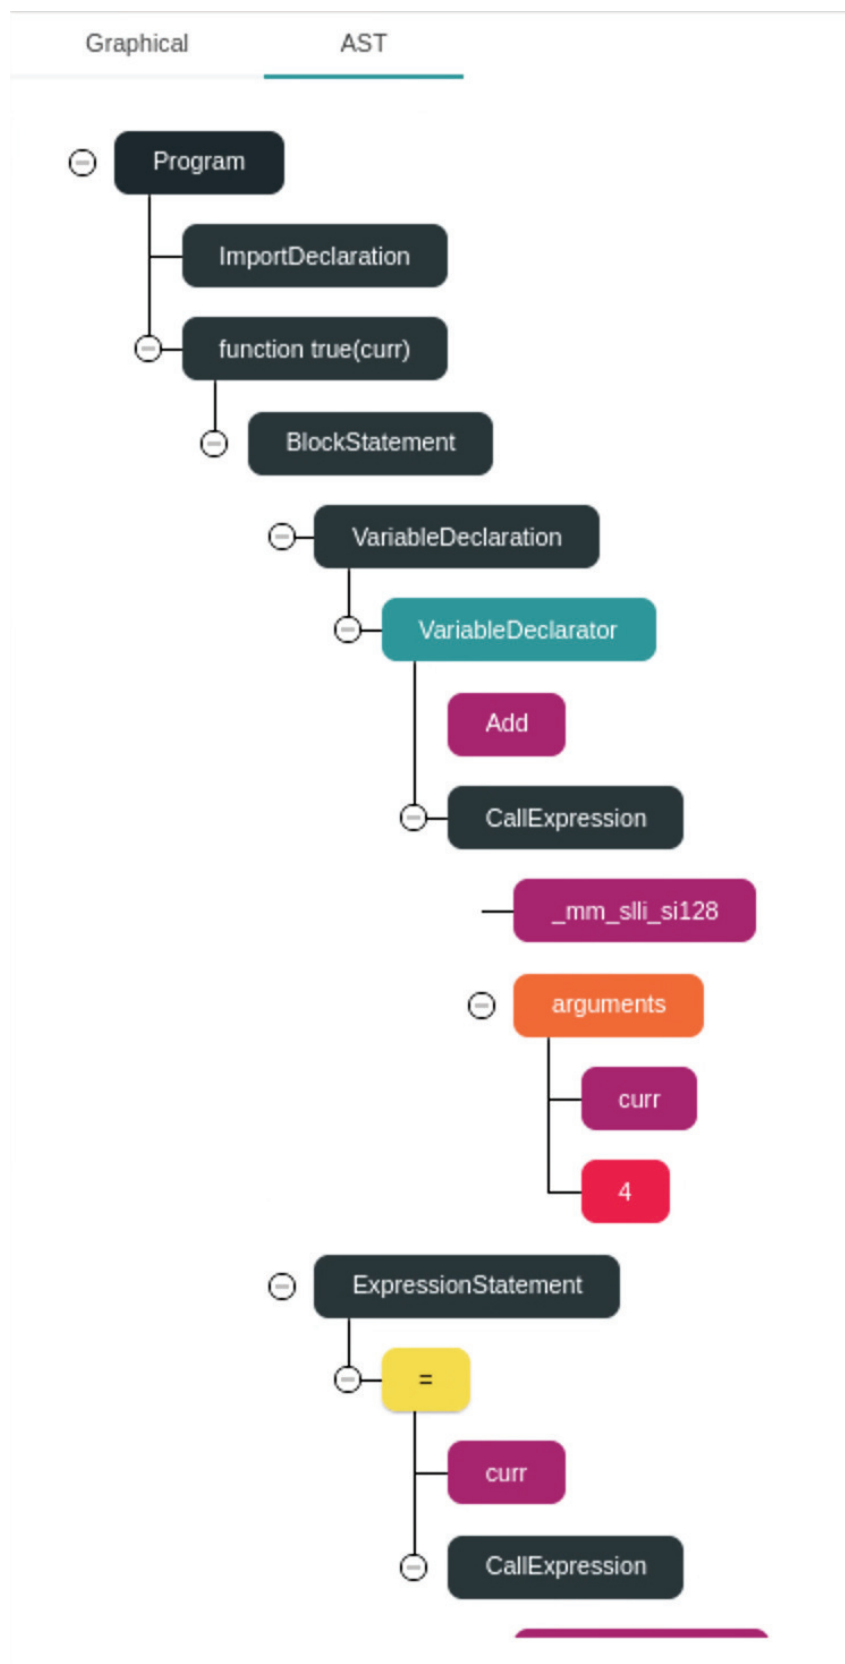 Graphical AST
Program
ImportDeclaration
function true(curr)
BlockStatement
VariableDeclaration
VariableDeclarator
Add
CallExpression
_mm_slli_si128
arguments
curr
4
ExpressionStatement
=
curr
CallExpression